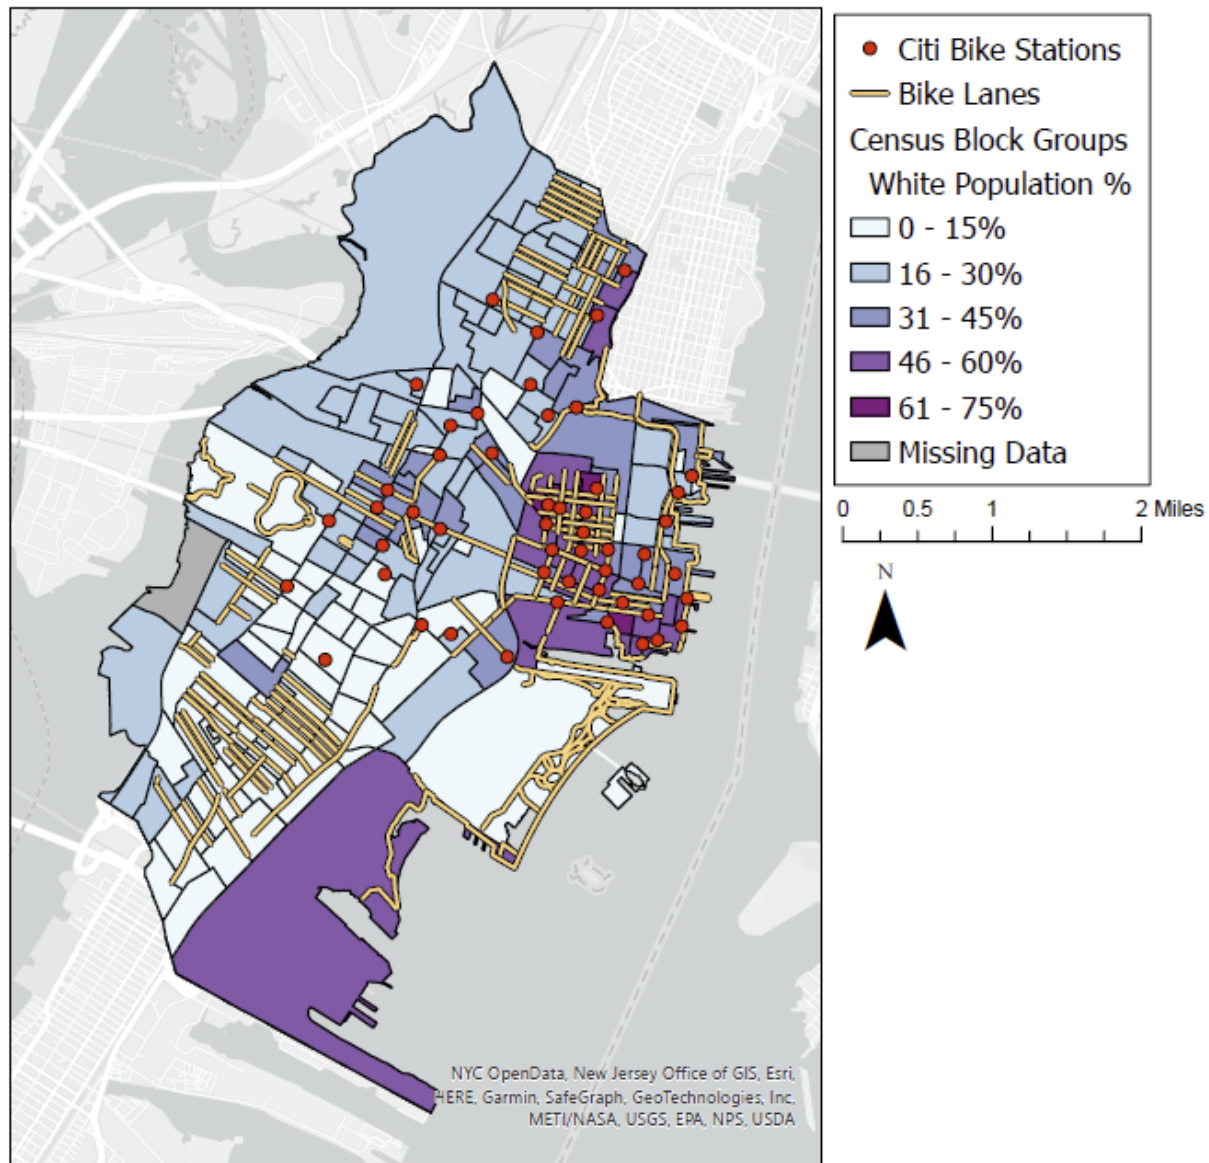 Citi Bike Stations
Bike Lanes
Census Block Groups
White Population %
0 - 15%
16 - 30%
31 - 45%
46 - 60%
61 - 75%
Missing Data
0 0.5 1 2 Miles
N
NYC OpenData, New Jersey Office of GIS, Esri,
HERE, Garmin, SafeGraph, GeoTechnologies, Inc,
METI/NASA, USGS, EPA, NPS, USDA